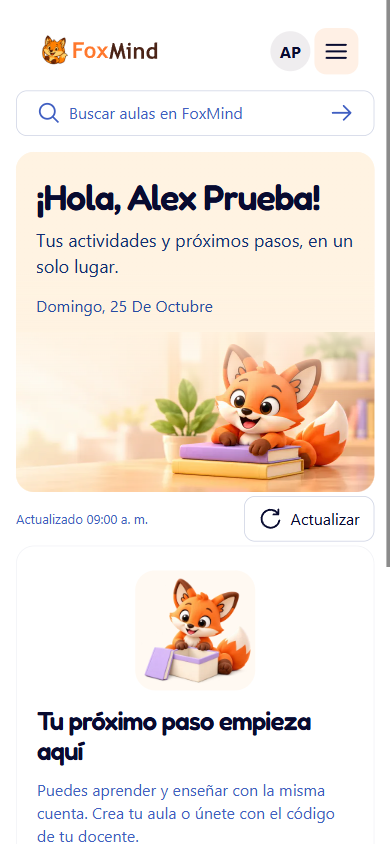 FoxMind
AP
Buscar aulas en FoxMind
¡Hola, Alex Prueba!
Tus actividades y próximos pasos, en un
solo lugar.
Domingo, 25 De Octubre
Actualizado 09:00 a. m.
Actualizar
Tu próximo paso empieza
aquí
Puedes aprender y enseñar con la misma
cuenta. Crea tu aula o únete con el código
de tu docente.